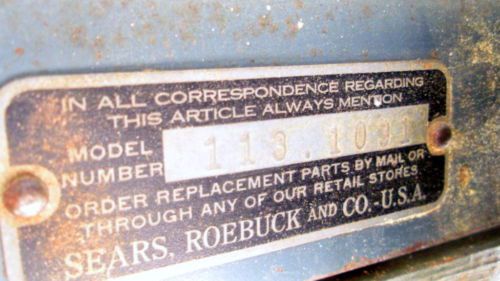 IN ALL CORRESPONDENCE REGARDING
THIS ARTICLE ALWAYS MENTION
MODEL NUMBER 113.1031
ORDER REPLACEMENT PARTS BY MAIL OR
THROUGH ANY OF OUR RETAIL STORES
SEARS, ROEBUCK AND CO.-U.S.A.